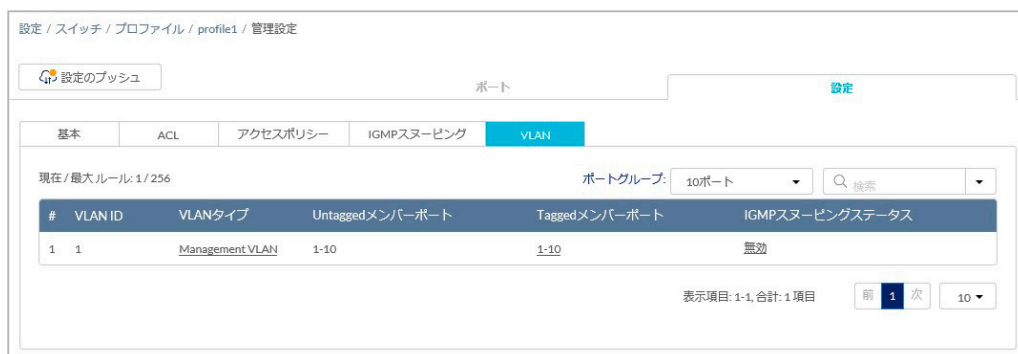 設定 / スイッチ / プロファイル / profile1 / 管理設定
設定のプッシュ
ポート 設定
基本 ACL アクセスポリシー IGMPスヌーピング VLAN
現在 / 最大 ルール: 1 / 256 ポートグループ: 10ポート 検索
# VLAN ID VLANタイプ Untaggedメンバーポート Taggedメンバーポート IGMPスヌーピングステータス
1 1 Management VLAN 1-10 1-10 無効
表示項目: 1-1, 合計: 1 項目 前 1 次 10